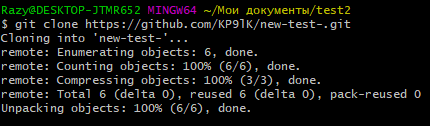 Razy@DESKTOP-JTMR652 MINGW64 ~/Мои документы/test2
$ git clone https://github.com/KP9lK/new-test-.git
Cloning into 'new-test-'...
remote: Enumerating objects: 6, done.
remote: Counting objects: 100% (6/6), done.
remote: Compressing objects: 100% (3/3), done.
remote: Total 6 (delta 0), reused 6 (delta 0), pack-reused 0
Unpacking objects: 100% (6/6), done.